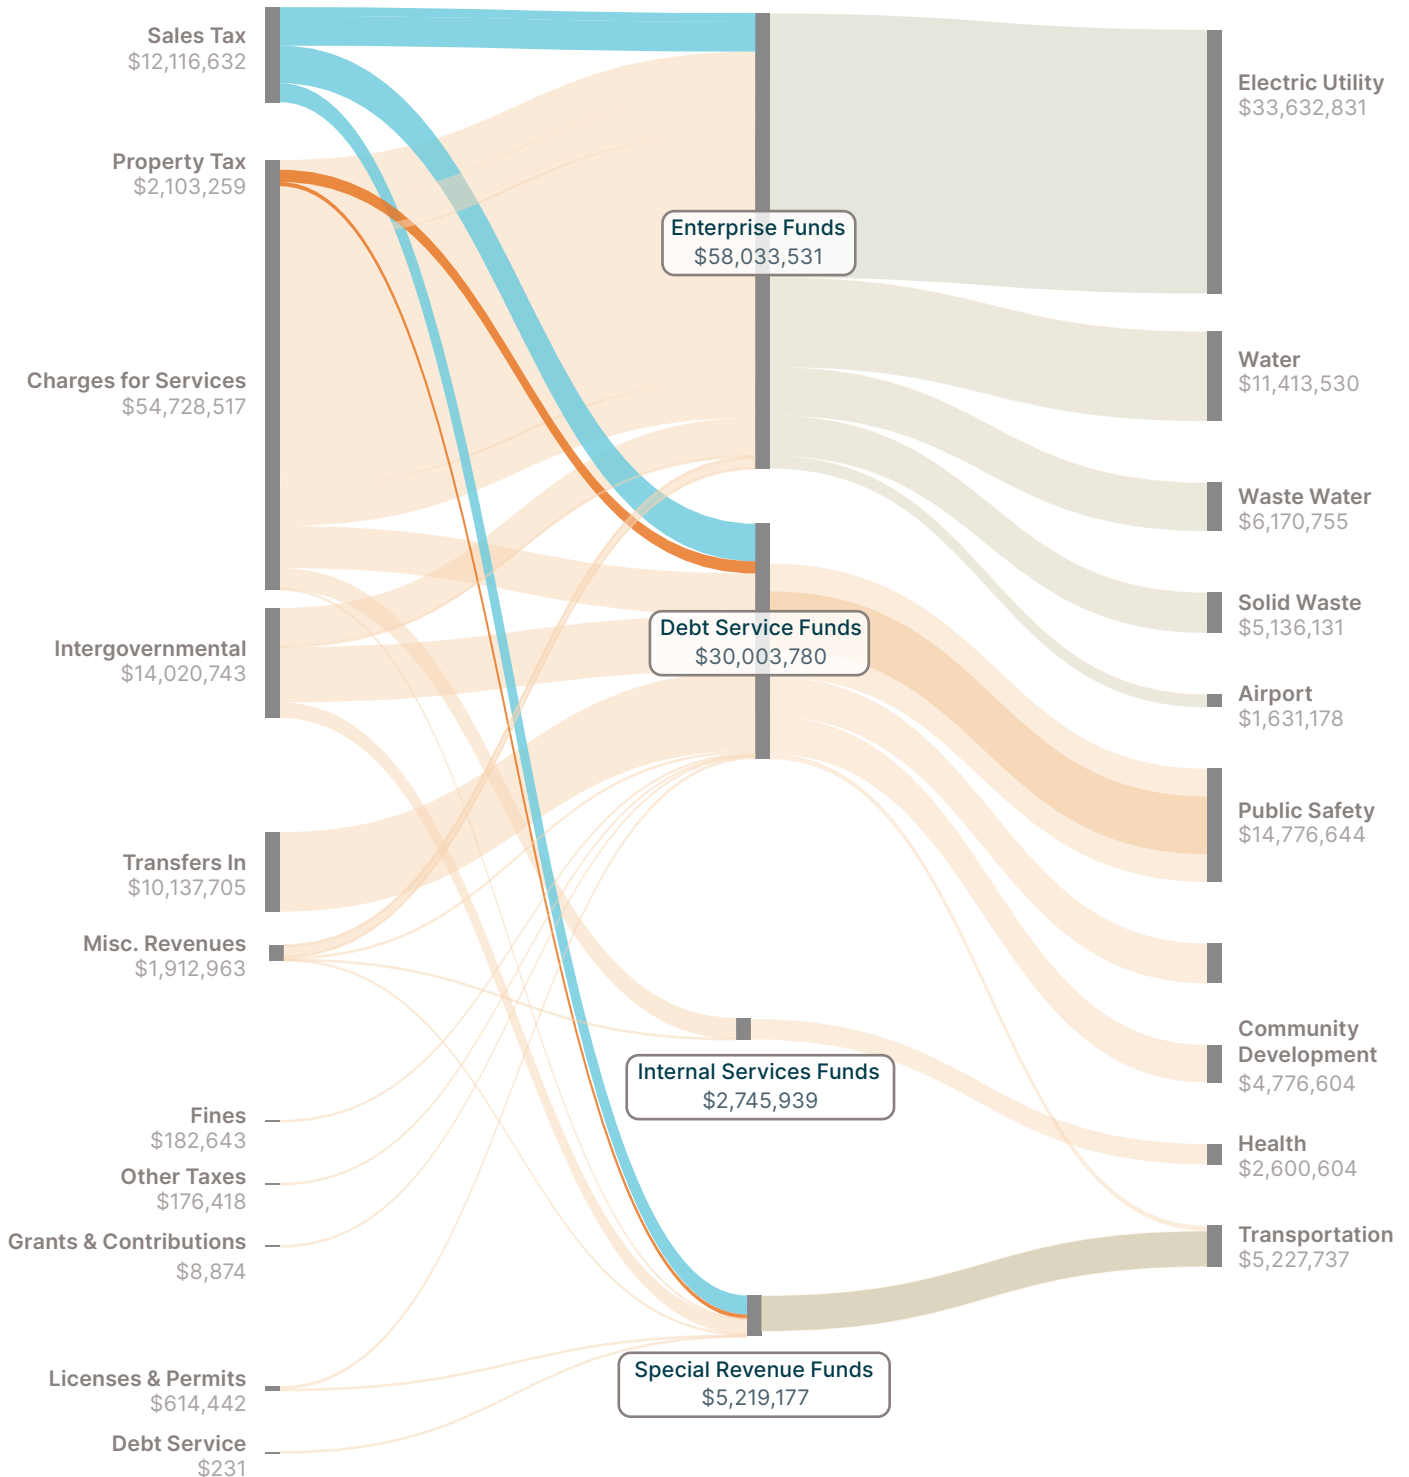 Sales Tax
$12,116,632
Property Tax
$2,103,259
Charges for Services
$54,728,517
Intergovernmental
$14,020,743
Transfers In
$10,137,705
Misc. Revenues
$1,912,963
Fines
$182,643
Other Taxes
$176,418
Grants & Contributions
$8,874
Licenses & Permits
$614,442
Debt Service
$231
Enterprise Funds
$58,033,531
Debt Service Funds
$30,003,780
Internal Services Funds
$2,745,939
Special Revenue Funds
$5,219,177
Electric Utility
$33,632,831
Water
$11,413,530
Waste Water
$6,170,755
Solid Waste
$5,136,131
Airport
$1,631,178
Public Safety
$14,776,644
Community
Development
$4,776,604
Health
$2,600,604
Transportation
$5,227,737